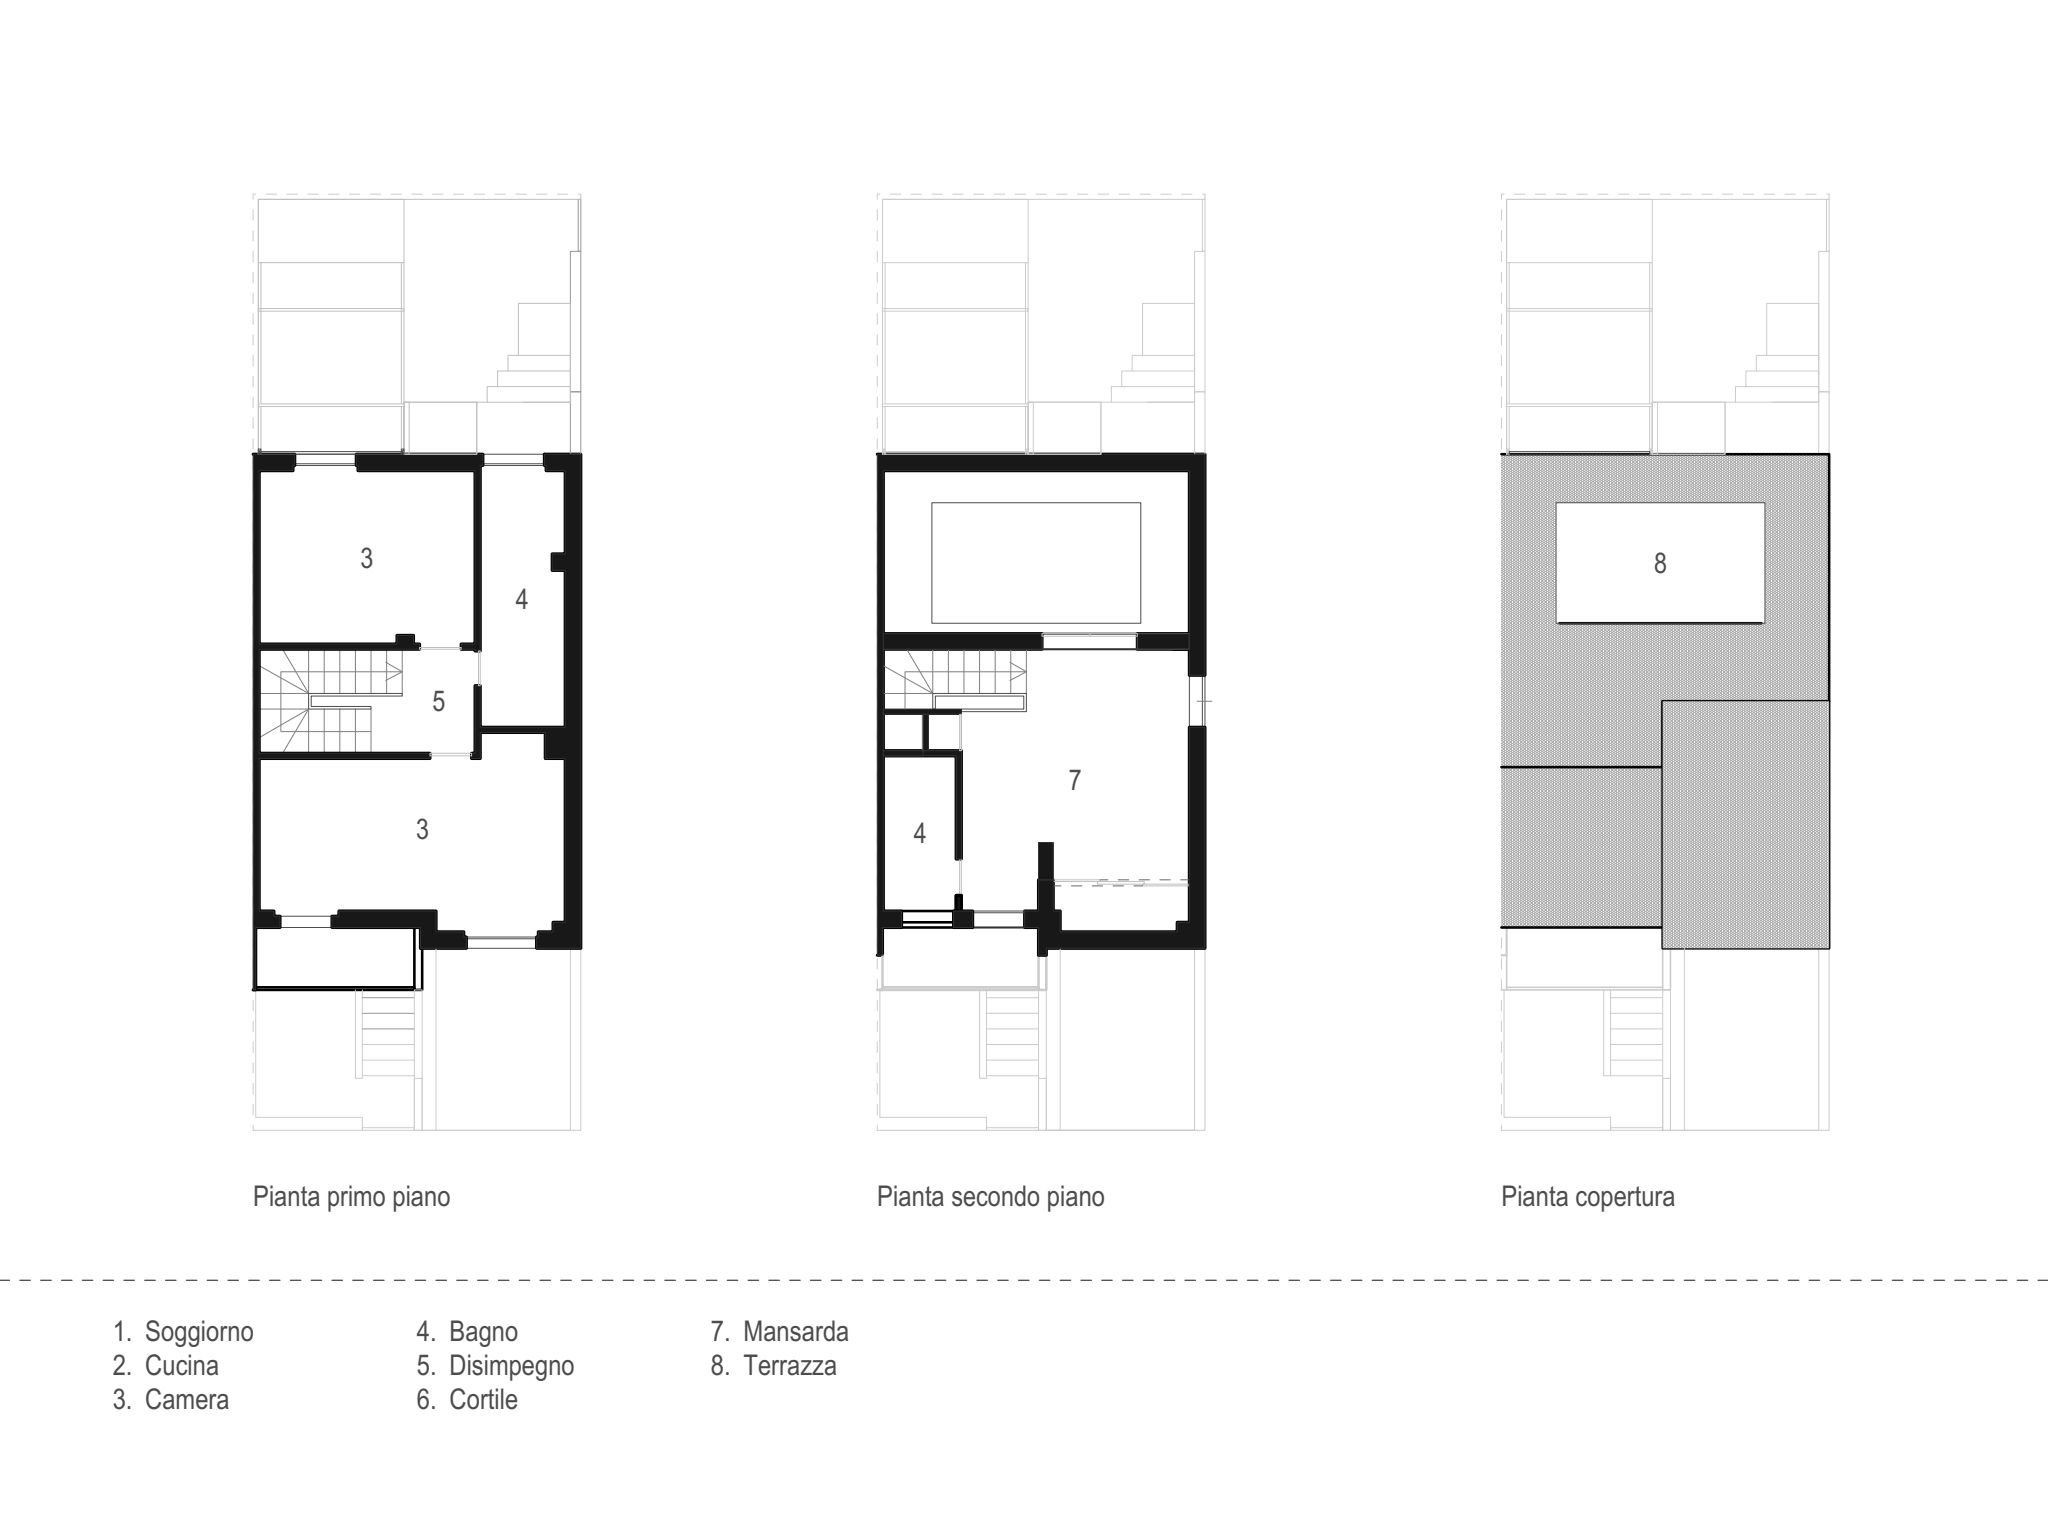 3
4
5
3
7
4
8
Pianta primo piano
Pianta secondo piano
Pianta copertura
1. Soggiorno
2. Cucina
3. Camera
4. Bagno
5. Disimpegno
6. Cortile
7. Mansarda
8. Terrazza